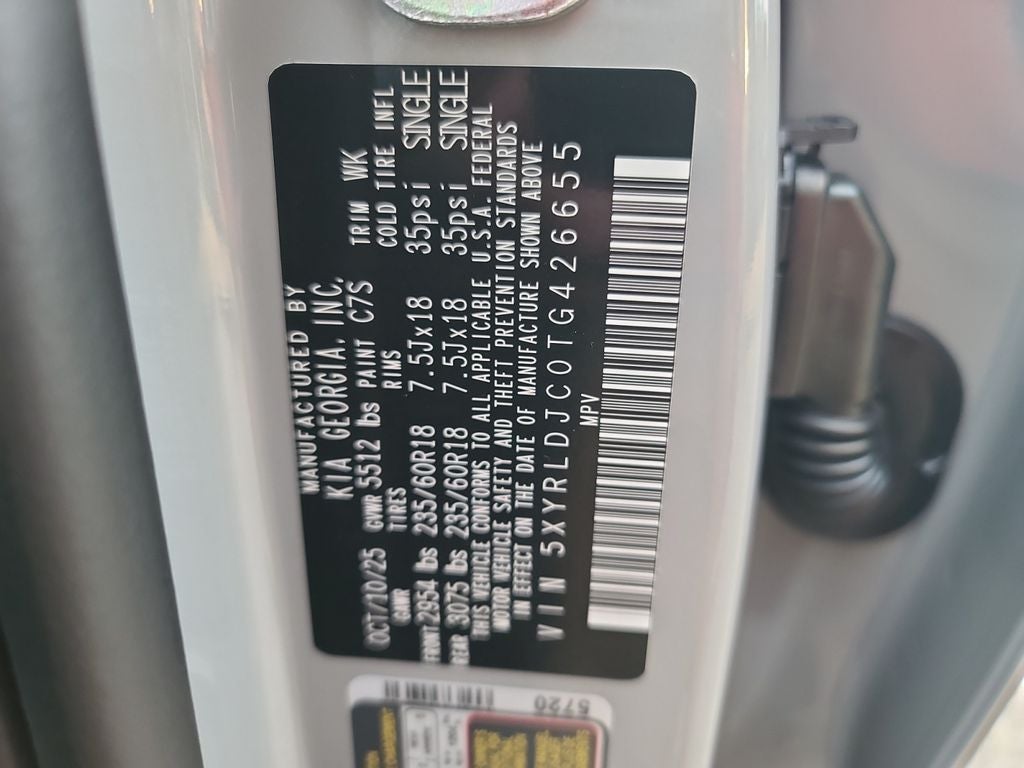 MANUFACTURED BY
KIA GEORGIA, INC.
OCT/10/25 GVWR 5512 lbs PAINT C7S TRIM WK
GAWR TIRES RIMS COLD TIRE INFL
FRNT 2954 lbs 235/60R18 7.5Jx18 35psi SINGLE
REAR 3075 lbs 235/60R18 7.5Jx18 35psi SINGLE
THIS VEHICLE CONFORMS TO ALL APPLICABLE U.S.A. FEDERAL
MOTOR VEHICLE SAFETY AND THEFT PREVENTION STANDARDS
IN EFFECT ON THE DATE OF MANUFACTURE SHOWN ABOVE
VIN 5XYRLDJC0TG426655
MPV
5720